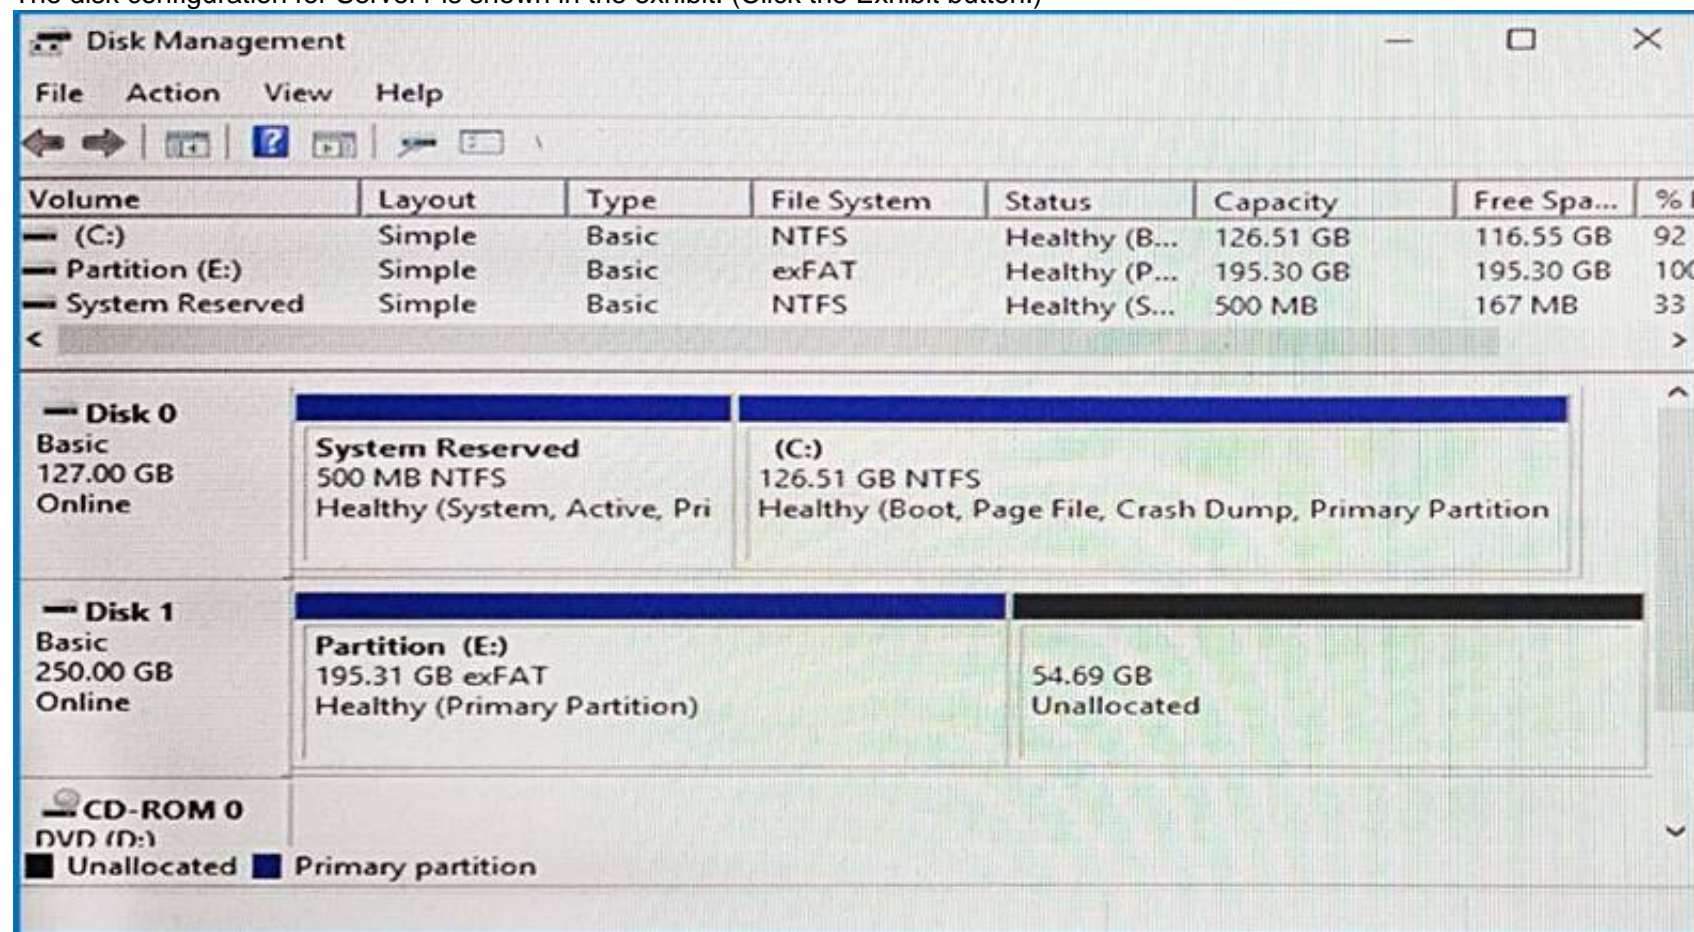 The disk configuration for Server1 is shown in the exhibit. (Click the Exhibit button.)
Disk Management
File Action View Help
Volume Layout Type File System Status Capacity Free Spa... %
(C:) Simple Basic NTFS Healthy (B... 126.51 GB 116.55 GB 92
Partition (E:) Simple Basic exFAT Healthy (P... 195.30 GB 195.30 GB 100
System Reserved Simple Basic NTFS Healthy (S... 500 MB 167 MB 33
Disk 0
Basic
127.00 GB
Online
System Reserved
500 MB NTFS
Healthy (System, Active, Pri
(C:)
126.51 GB NTFS
Healthy (Boot, Page File, Crash Dump, Primary Partition
Disk 1
Basic
250.00 GB
Online
Partition (E:)
195.31 GB exFAT
Healthy (Primary Partition)
54.69 GB
Unallocated
CD-ROM 0
DVD (D:)
Unallocated Primary partition